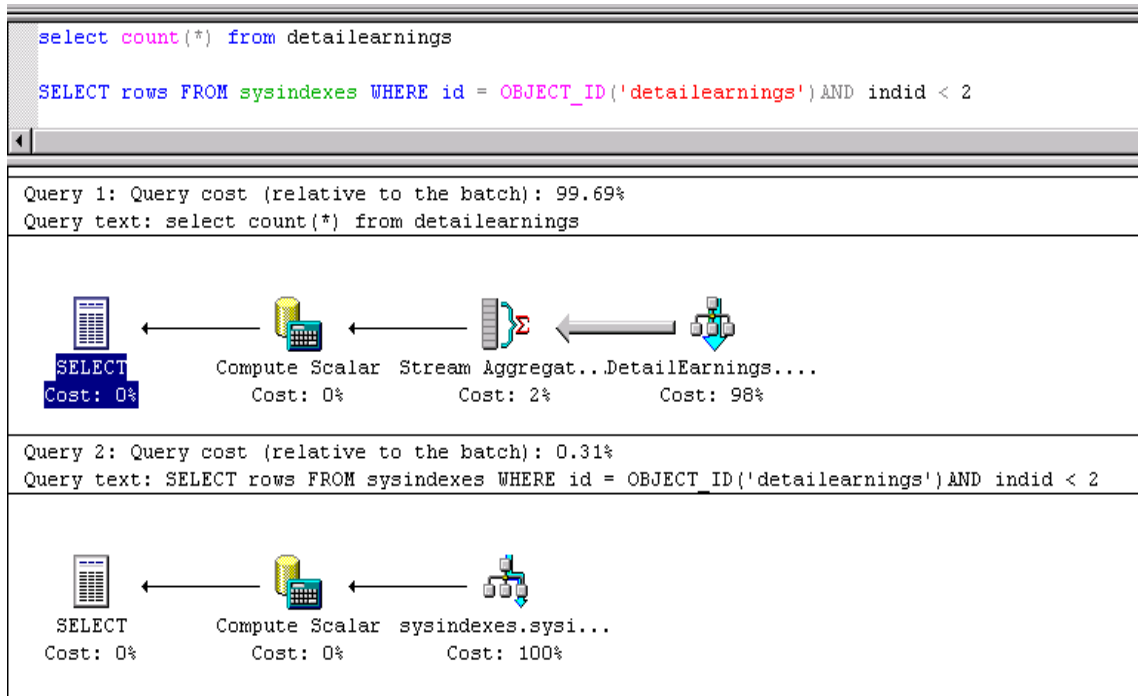 select count(*) from detailearnings
SELECT rows FROM sysindexes WHERE id = OBJECT_ID('detailearnings')AND indid < 2
Query 1: Query cost (relative to the batch): 99.69%
Query text: select count(*) from detailearnings
SELECT Compute Scalar Stream Aggregat...DetailEarnings....
Cost: 0% Cost: 0% Cost: 2% Cost: 98%
Query 2: Query cost (relative to the batch): 0.31%
Query text: SELECT rows FROM sysindexes WHERE id = OBJECT_ID('detailearnings')AND indid < 2
SELECT Compute Scalar sysindexes.sysi...
Cost: 0% Cost: 0% Cost: 100%